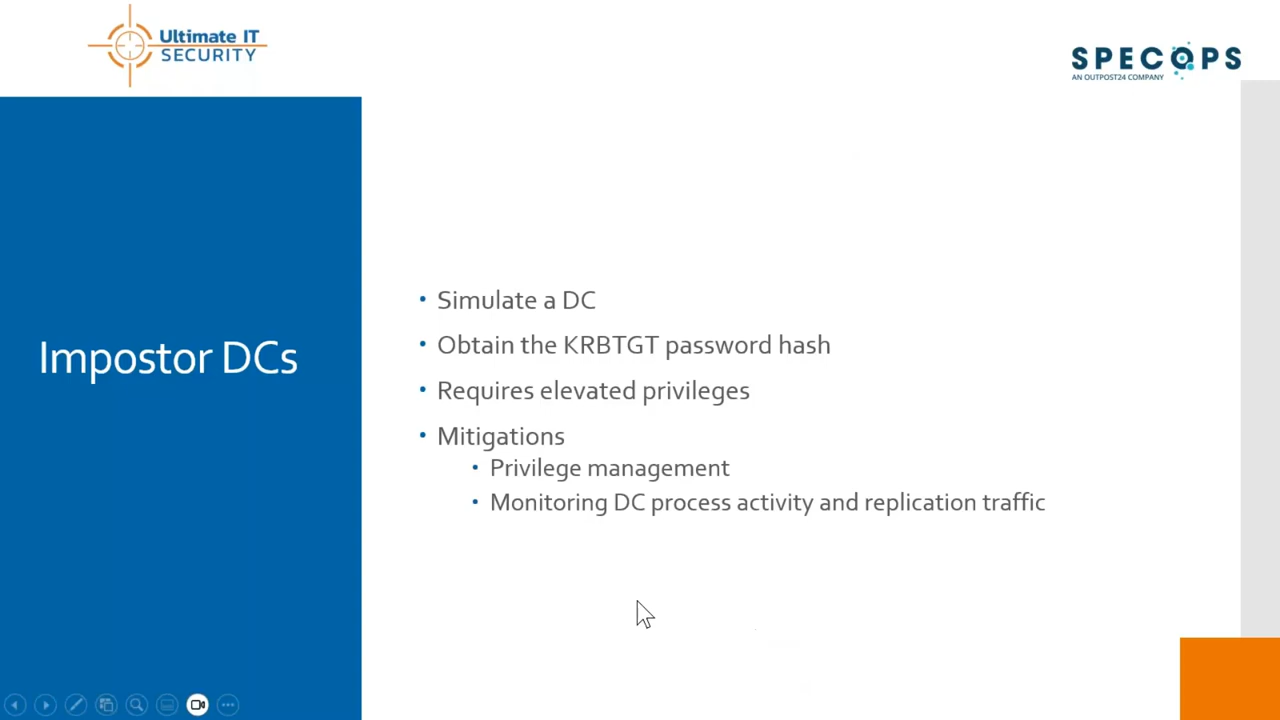 Ultimate IT
SECURITY
SPECOPS
AN OUTPOST24 COMPANY
Impostor DCs
• Simulate a DC
• Obtain the KRBTGT password hash
• Requires elevated privileges
• Mitigations
• Privilege management
• Monitoring DC process activity and replication traffic